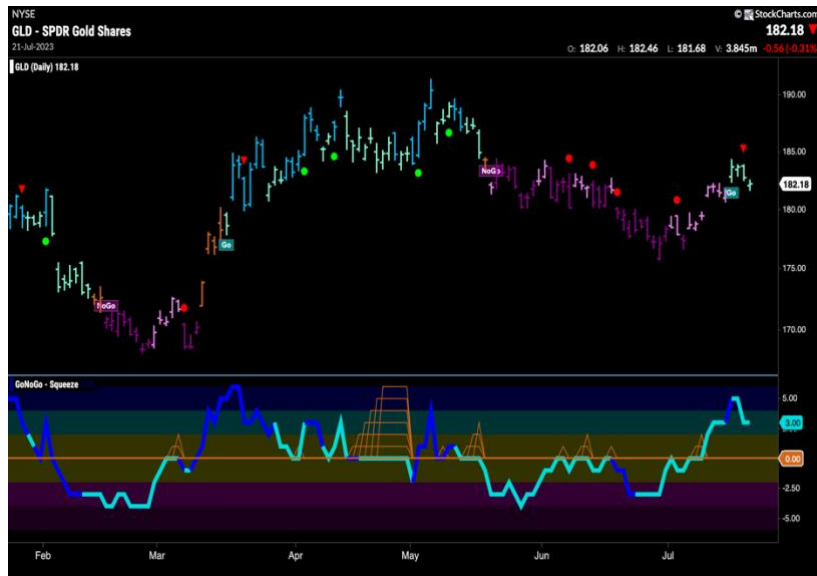 NYSE
© StockCharts.com
GLD - SPDR Gold Shares
182.18
21-Jul-2023
O: 182.06 H: 182.46 L: 181.68 V: 3.845m -0.56 (-0.31%)
GLD (Daily) 182.18
190.00
185.00
NoGo
182.18
Go
180.00
Go
175.00
NoGo
170.00
GoNoGo - Squeeze
5.00
3.00
0.00
-2.50
-5.00
Feb Mar Apr May Jun Jul